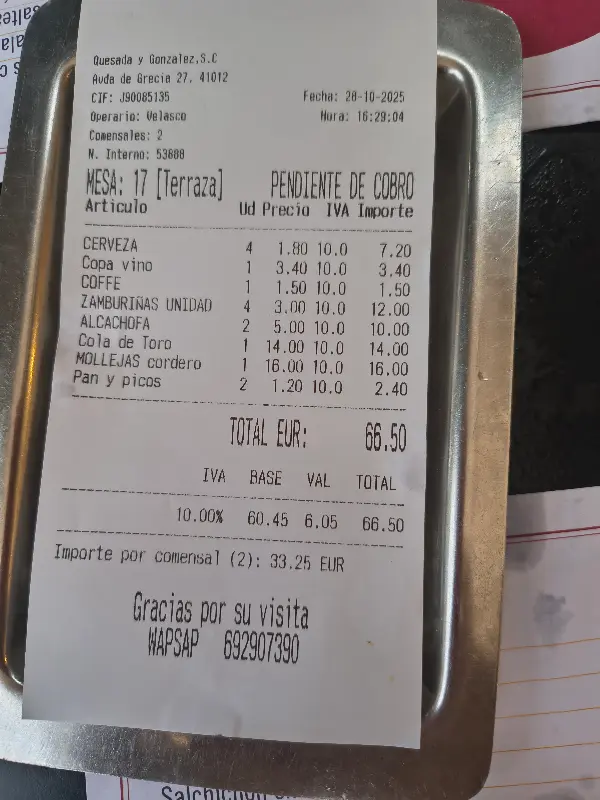 Quesada y Gonzalez,S.C
Avda de Grecia 27, 41012
CIF: J90085135
Fecha: 28-10-2025
Operario: Velasco
Hora: 16:29:04
Comensales: 2
N. Interno: 53888
MESA: 17 [Terraza] PENDIENTE DE COBRO
Articulo Ud Precio IVA Importe
CERVEZA 4 1.80 10.0 7.20
Copa vino 1 3.40 10.0 3.40
COFFE 1 1.50 10.0 1.50
ZAMBURIÑAS UNIDAD 4 3.00 10.0 12.00
ALCACHOFA 2 5.00 10.0 10.00
Cola de Toro 1 14.00 10.0 14.00
MOLLEJAS cordero 1 16.00 10.0 16.00
Pan y picos 2 1.20 10.0 2.40
TOTAL EUR: 66.50
IVA BASE VAL TOTAL
10.00% 60.45 6.05 66.50
Importe por comensal (2): 33.25 EUR
Gracias por su visita
WAPSAP 692907390